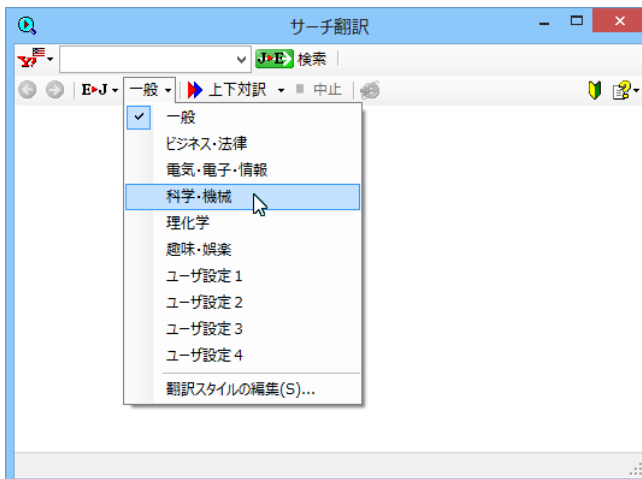 サーチ翻訳
Y? J▸E 検索
E▸J 一般 上下対訳 中止
一般
ビジネス・法律
電気・電子・情報
科学・機械
理化学
趣味・娯楽
ユーザ設定１
ユーザ設定２
ユーザ設定３
ユーザ設定４
翻訳スタイルの編集(S)...